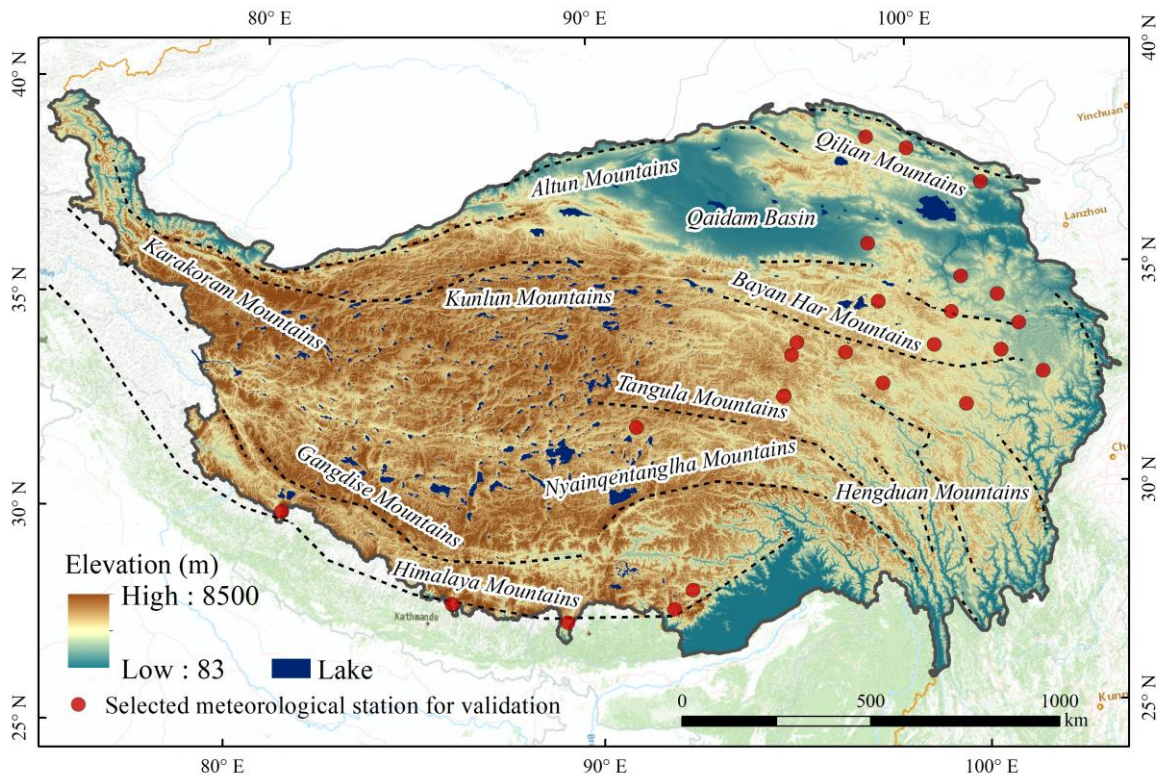 80° E 90° E 100° E
40° N
40° N
Yinchuan
Qilian Mountains
Altun Mountains
Lanzhou
Qaidam Basin
Karakoram Mountains
35° N
35° N
Kunlun Mountains
Bayan Har Mountains
Tangula Mountains
Nyainqentanglha Mountains
Gangdise Mountains
Hengduan Mountains
30° N
30° N
Elevation (m)
High : 8500
Himalaya Mountains
Kathmandu
Low : 83
Lake
Selected meteorological station for validation
0 500 1000
km
25° N
25° N
80° E 90° E 100° E